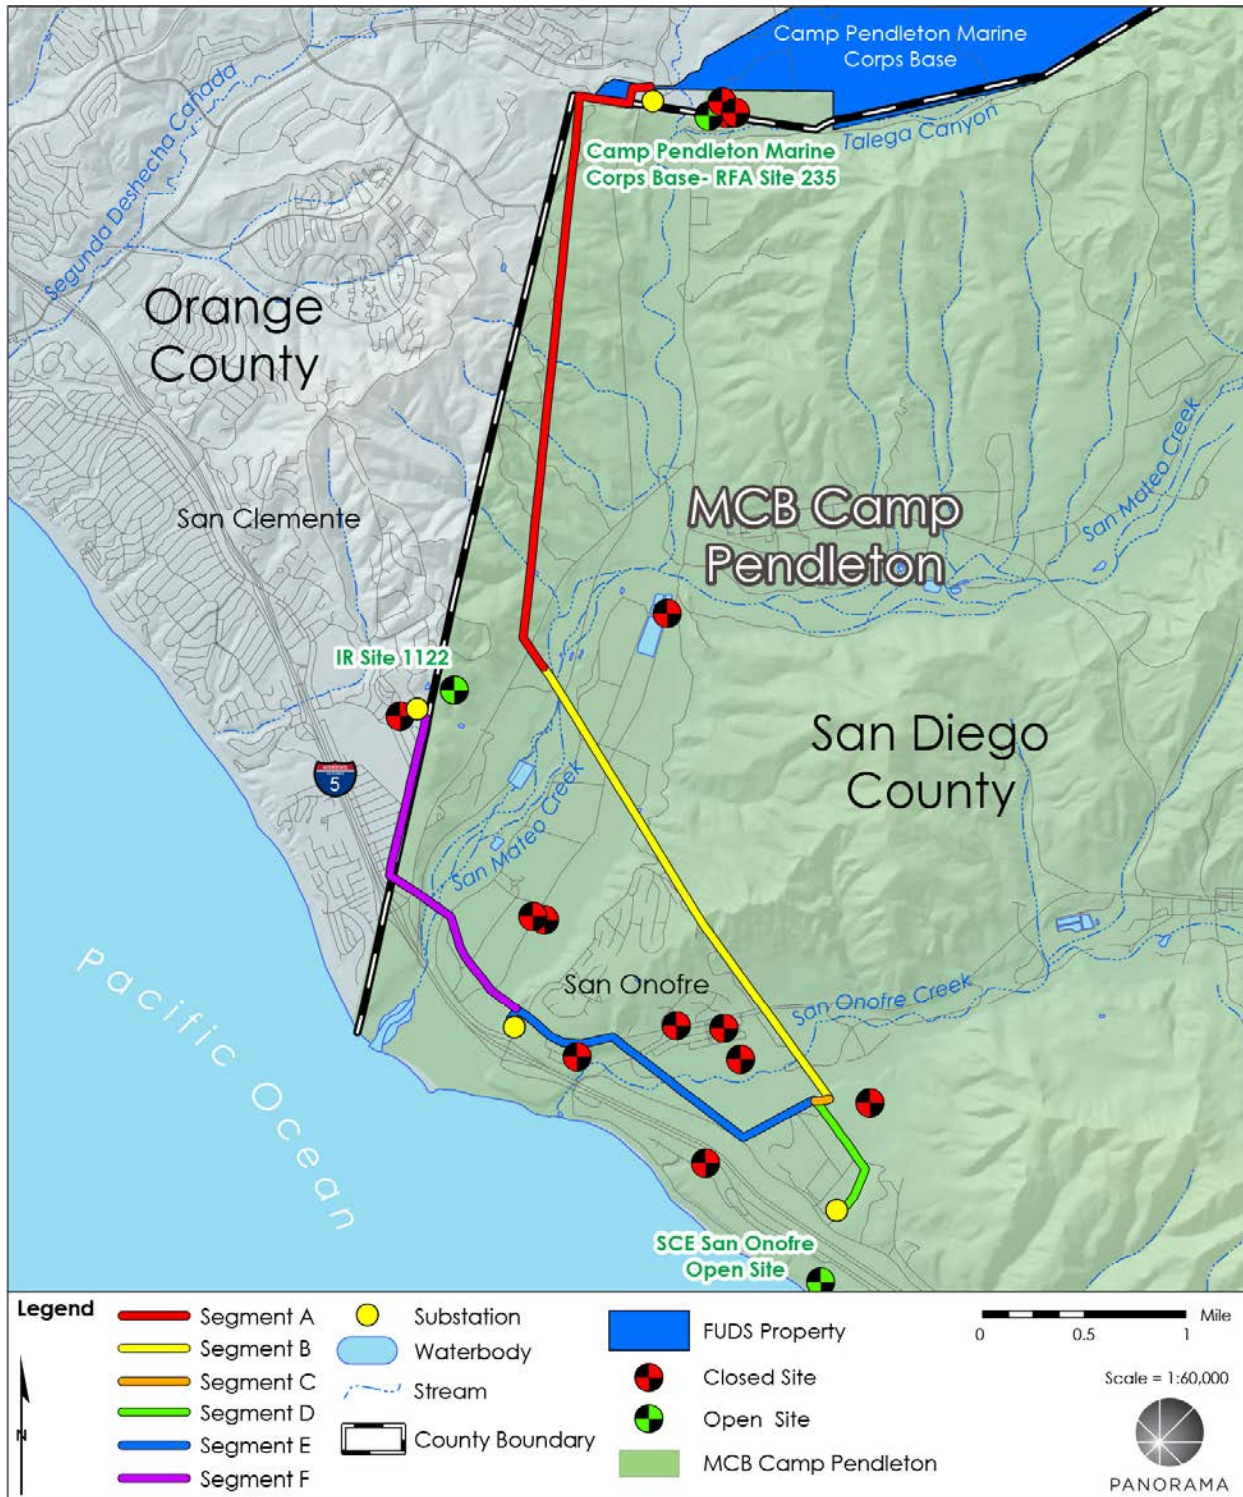 Camp Pendleton Marine
Corps Base
Segunda Deshecha Canada
Talega Canyon
Camp Pendleton Marine
Corps Base- RFA Site 235
Orange
County
San Mateo Creek
San Clemente
MCB Camp
Pendleton
IR Site 1122
San Diego
County
INTERSTATE
5
San Mateo Creek
Pacific Ocean
San Onofre
San Onofre Creek
SCE San Onofre
Open Site
Legend
N
Segment A
Segment B
Segment C
Segment D
Segment E
Segment F
Substation
Waterbody
Stream
County Boundary
FUDS Property
Closed Site
Open Site
MCB Camp Pendleton
Mile
0 0.5 1
Scale = 1:60,000
PANORAMA